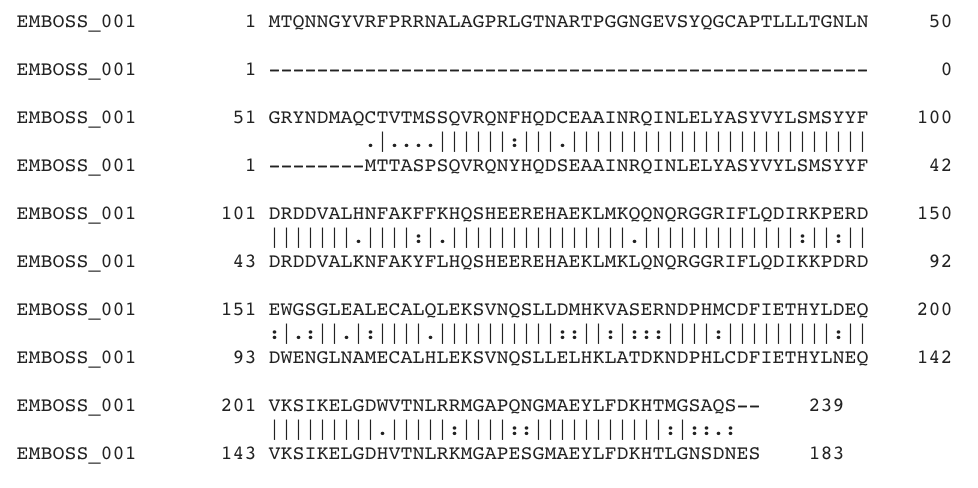 EMBOSS_001 1 MTQNNGYVRFPRRNALAGPRLGTNARTPGGNGEVSYQGCAPTLLLTGNLN 50
EMBOSS_001 1 -------------------------------------------------- 0
EMBOSS_001 51 GRYNDMAQCTVTMSSQVRQNFHQDCEAAINRQINLELYASYVYLSMSYYF 100
.|....||||||:|||.|||||||||||||||||||||||||
EMBOSS_001 1 --------MTTASPSQVRQNYHQDSEAAINRQINLELYASYVYLSMSYYF 42
EMBOSS_001 101 DRDDVALHNFAKFFKHQSHEEREHAEKLMKQQNQRGGRIFLQDIRKPERD 150
|||||||.||||:|.|||||||||||||||.|||||||||||||:||:||
EMBOSS_001 43 DRDDVALKNFAKYFLHQSHEEREHAEKLMKLQNQRGGRIFLQDIKKPDRD 92
EMBOSS_001 151 EWGSGLEALECALQLEKSVNQSLLDMHKVASERNDPHMCDFIETHYLDEQ 200
:|.:||.|:||||.||||||||||::||:|:::||||:|||||||||:||
EMBOSS_001 93 DWENGLNAMECALHLEKSVNQSLLELHKLATDKNDPHLCDFIETHYLNEQ 142
EMBOSS_001 201 VKSIKELGDWVTNLRRMGAPQNGMAEYLFDKHTMGSAQS-- 239
|||||||||.|||||:||||::|||||||||||:|::.:
EMBOSS_001 143 VKSIKELGDHVTNLRKMGAPESGMAEYLFDKHTLGNSDNES 183